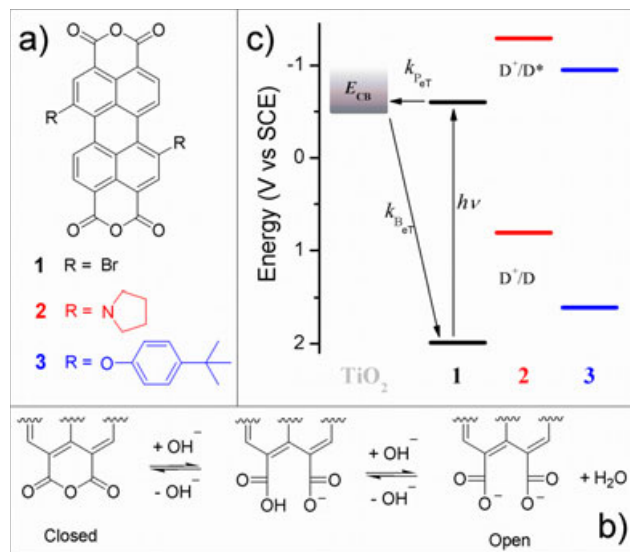 a)
O O O
R
R
O O O
1 R = Br
2 R = N
3 R = O
c)
Energy (V vs SCE)
-1
0
1
2
E_CB
k_PeT
k_BeT
hν
D⁺/D*
D⁺/D
TiO₂ 1 2 3
+ OH⁻
- OH⁻
+ OH⁻
- OH⁻
O O O
OH O⁻
O O
O⁻ O⁻
O O
+ H₂O
Closed
Open
b)